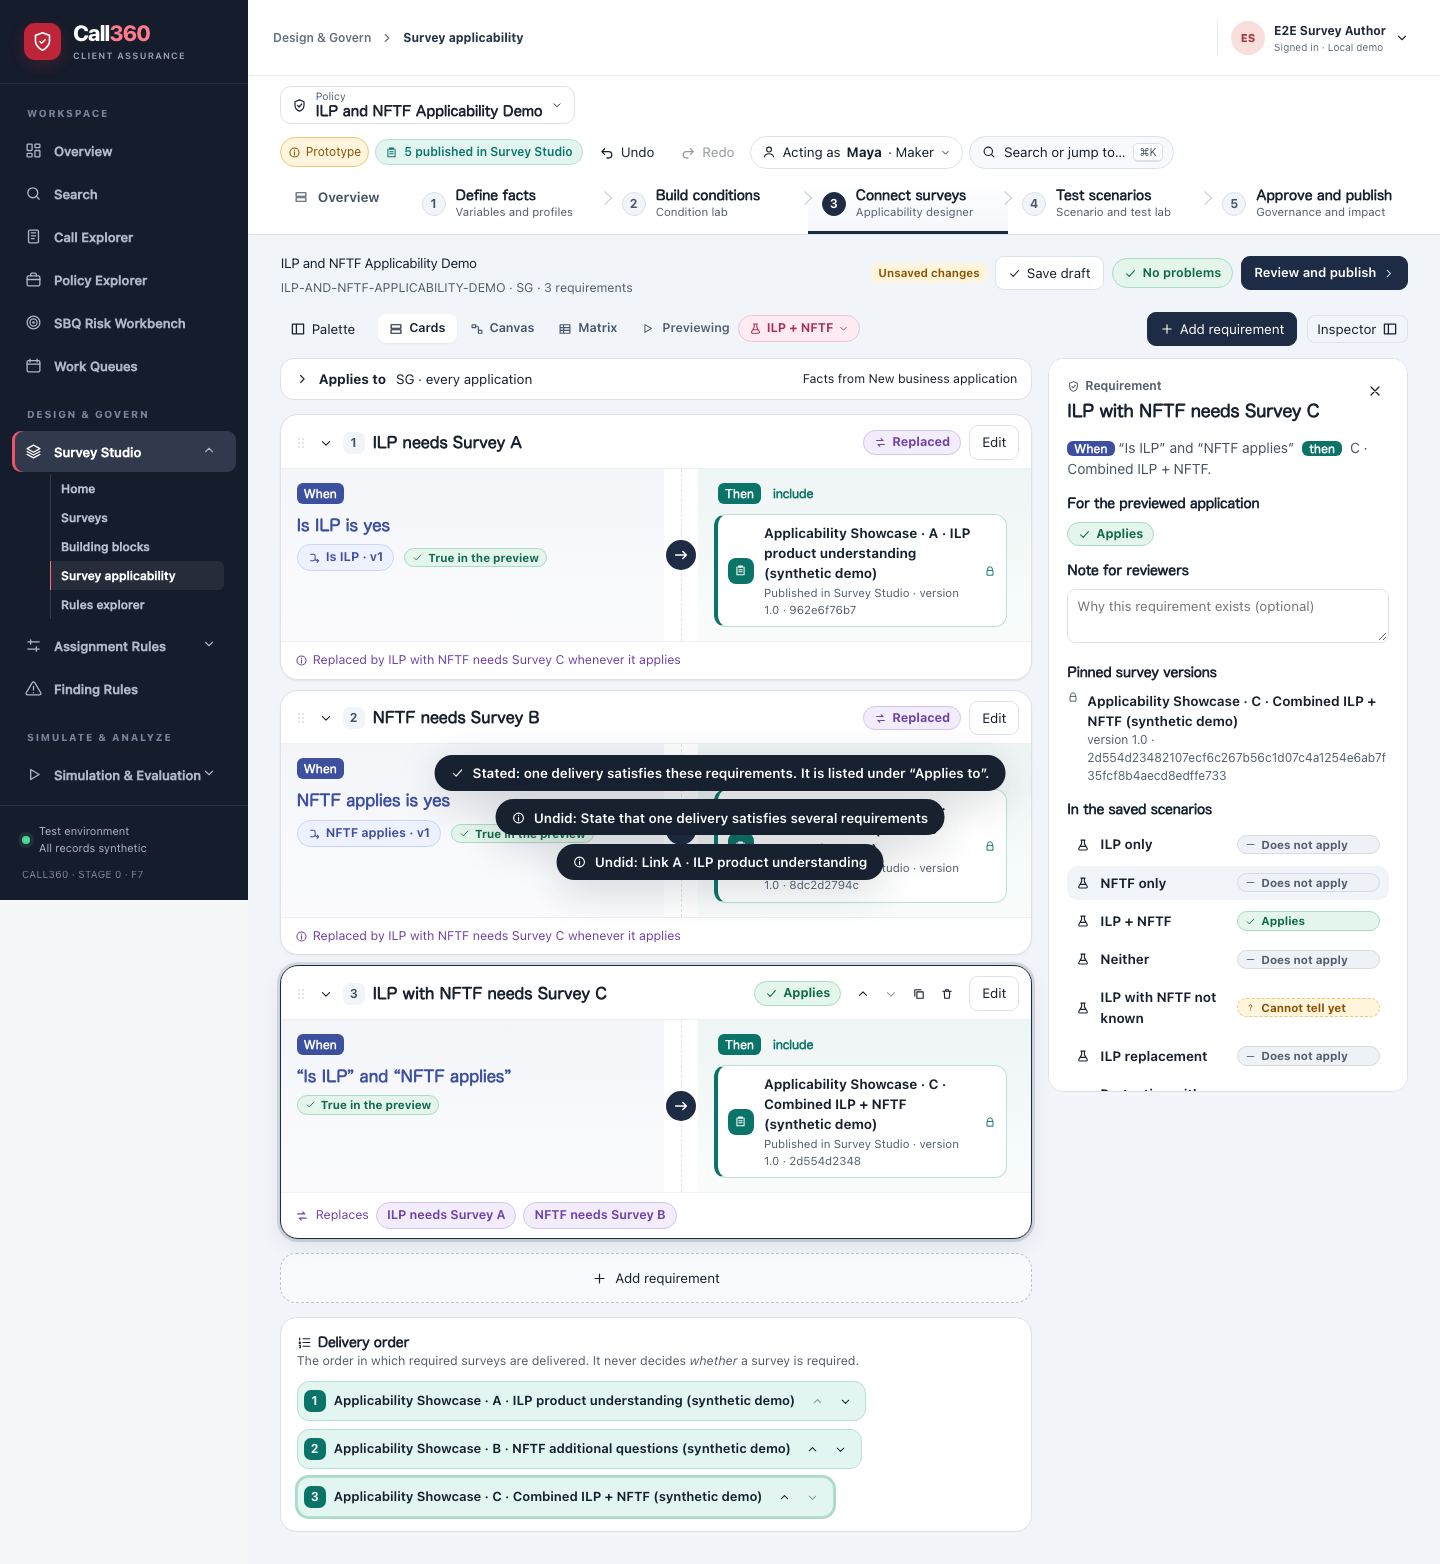 Call360
CLIENT ASSURANCE
WORKSPACE
Overview
Search
Call Explorer
Policy Explorer
SBQ Risk Workbench
Work Queues
DESIGN & GOVERN
Survey Studio
Home
Surveys
Building blocks
Survey applicability
Rules explorer
Assignment Rules
Finding Rules
SIMULATE & ANALYZE
Simulation & Evaluation
Test environment
All records synthetic
CALL360 · STAGE 0 · F7
Design & Govern
Survey applicability
ES
E2E Survey Author
Signed in · Local demo
Policy
ILP and NFTF Applicability Demo
Prototype
5 published in Survey Studio
Undo
Redo
Acting as Maya · Maker
Search or jump to...
⌘K
Overview
1
Define facts
Variables and profiles
2
Build conditions
Condition lab
3
Connect surveys
Applicability designer
4
Test scenarios
Scenario and test lab
5
Approve and publish
Governance and impact
ILP and NFTF Applicability Demo
ILP-AND-NFTF-APPLICABILITY-DEMO · SG · 3 requirements
Unsaved changes
Save draft
No problems
Review and publish
Palette
Cards
Canvas
Matrix
Previewing
ILP + NFTF
Add requirement
Inspector
Applies to SG · every application
Facts from New business application
1
ILP needs Survey A
Replaced
Edit
When
Is ILP is yes
Is ILP · v1
True in the preview
Then include
Applicability Showcase · A · ILP
product understanding
(synthetic demo)
Published in Survey Studio · version
1.0 · 962e6f76b7
Replaced by ILP with NFTF needs Survey C whenever it applies
2
NFTF needs Survey B
Replaced
Edit
When
NFTF applies is yes
NFTF applies · v1
True in the preview
Stated: one delivery satisfies these requirements. It is listed under “Applies to”.
Undid: State that one delivery satisfies several requirements
Undid: Link A · ILP product understanding
tudio · version
1.0 · 8dc2d2794c
Replaced by ILP with NFTF needs Survey C whenever it applies
3
ILP with NFTF needs Survey C
Applies
Edit
When
“Is ILP” and “NFTF applies”
True in the preview
Then include
Applicability Showcase · C ·
Combined ILP + NFTF
(synthetic demo)
Published in Survey Studio · version
1.0 · 2d554d2348
Replaces
ILP needs Survey A
NFTF needs Survey B
Add requirement
Delivery order
The order in which required surveys are delivered. It never decides whether a survey is required.
1 Applicability Showcase · A · ILP product understanding (synthetic demo)
2 Applicability Showcase · B · NFTF additional questions (synthetic demo)
3 Applicability Showcase · C · Combined ILP + NFTF (synthetic demo)
Requirement
ILP with NFTF needs Survey C
When “Is ILP” and “NFTF applies” then C ·
Combined ILP + NFTF.
For the previewed application
Applies
Note for reviewers
Why this requirement exists (optional)
Pinned survey versions
Applicability Showcase · C · Combined ILP +
NFTF (synthetic demo)
version 1.0 ·
2d554d23482107ecf6c267b56c1d07c4a1254e6ab7f
35fcf8b4aecd8edffe733
In the saved scenarios
ILP only
Does not apply
NFTF only
Does not apply
ILP + NFTF
Applies
Neither
Does not apply
ILP with NFTF not
known
? Cannot tell yet
ILP replacement
Does not apply